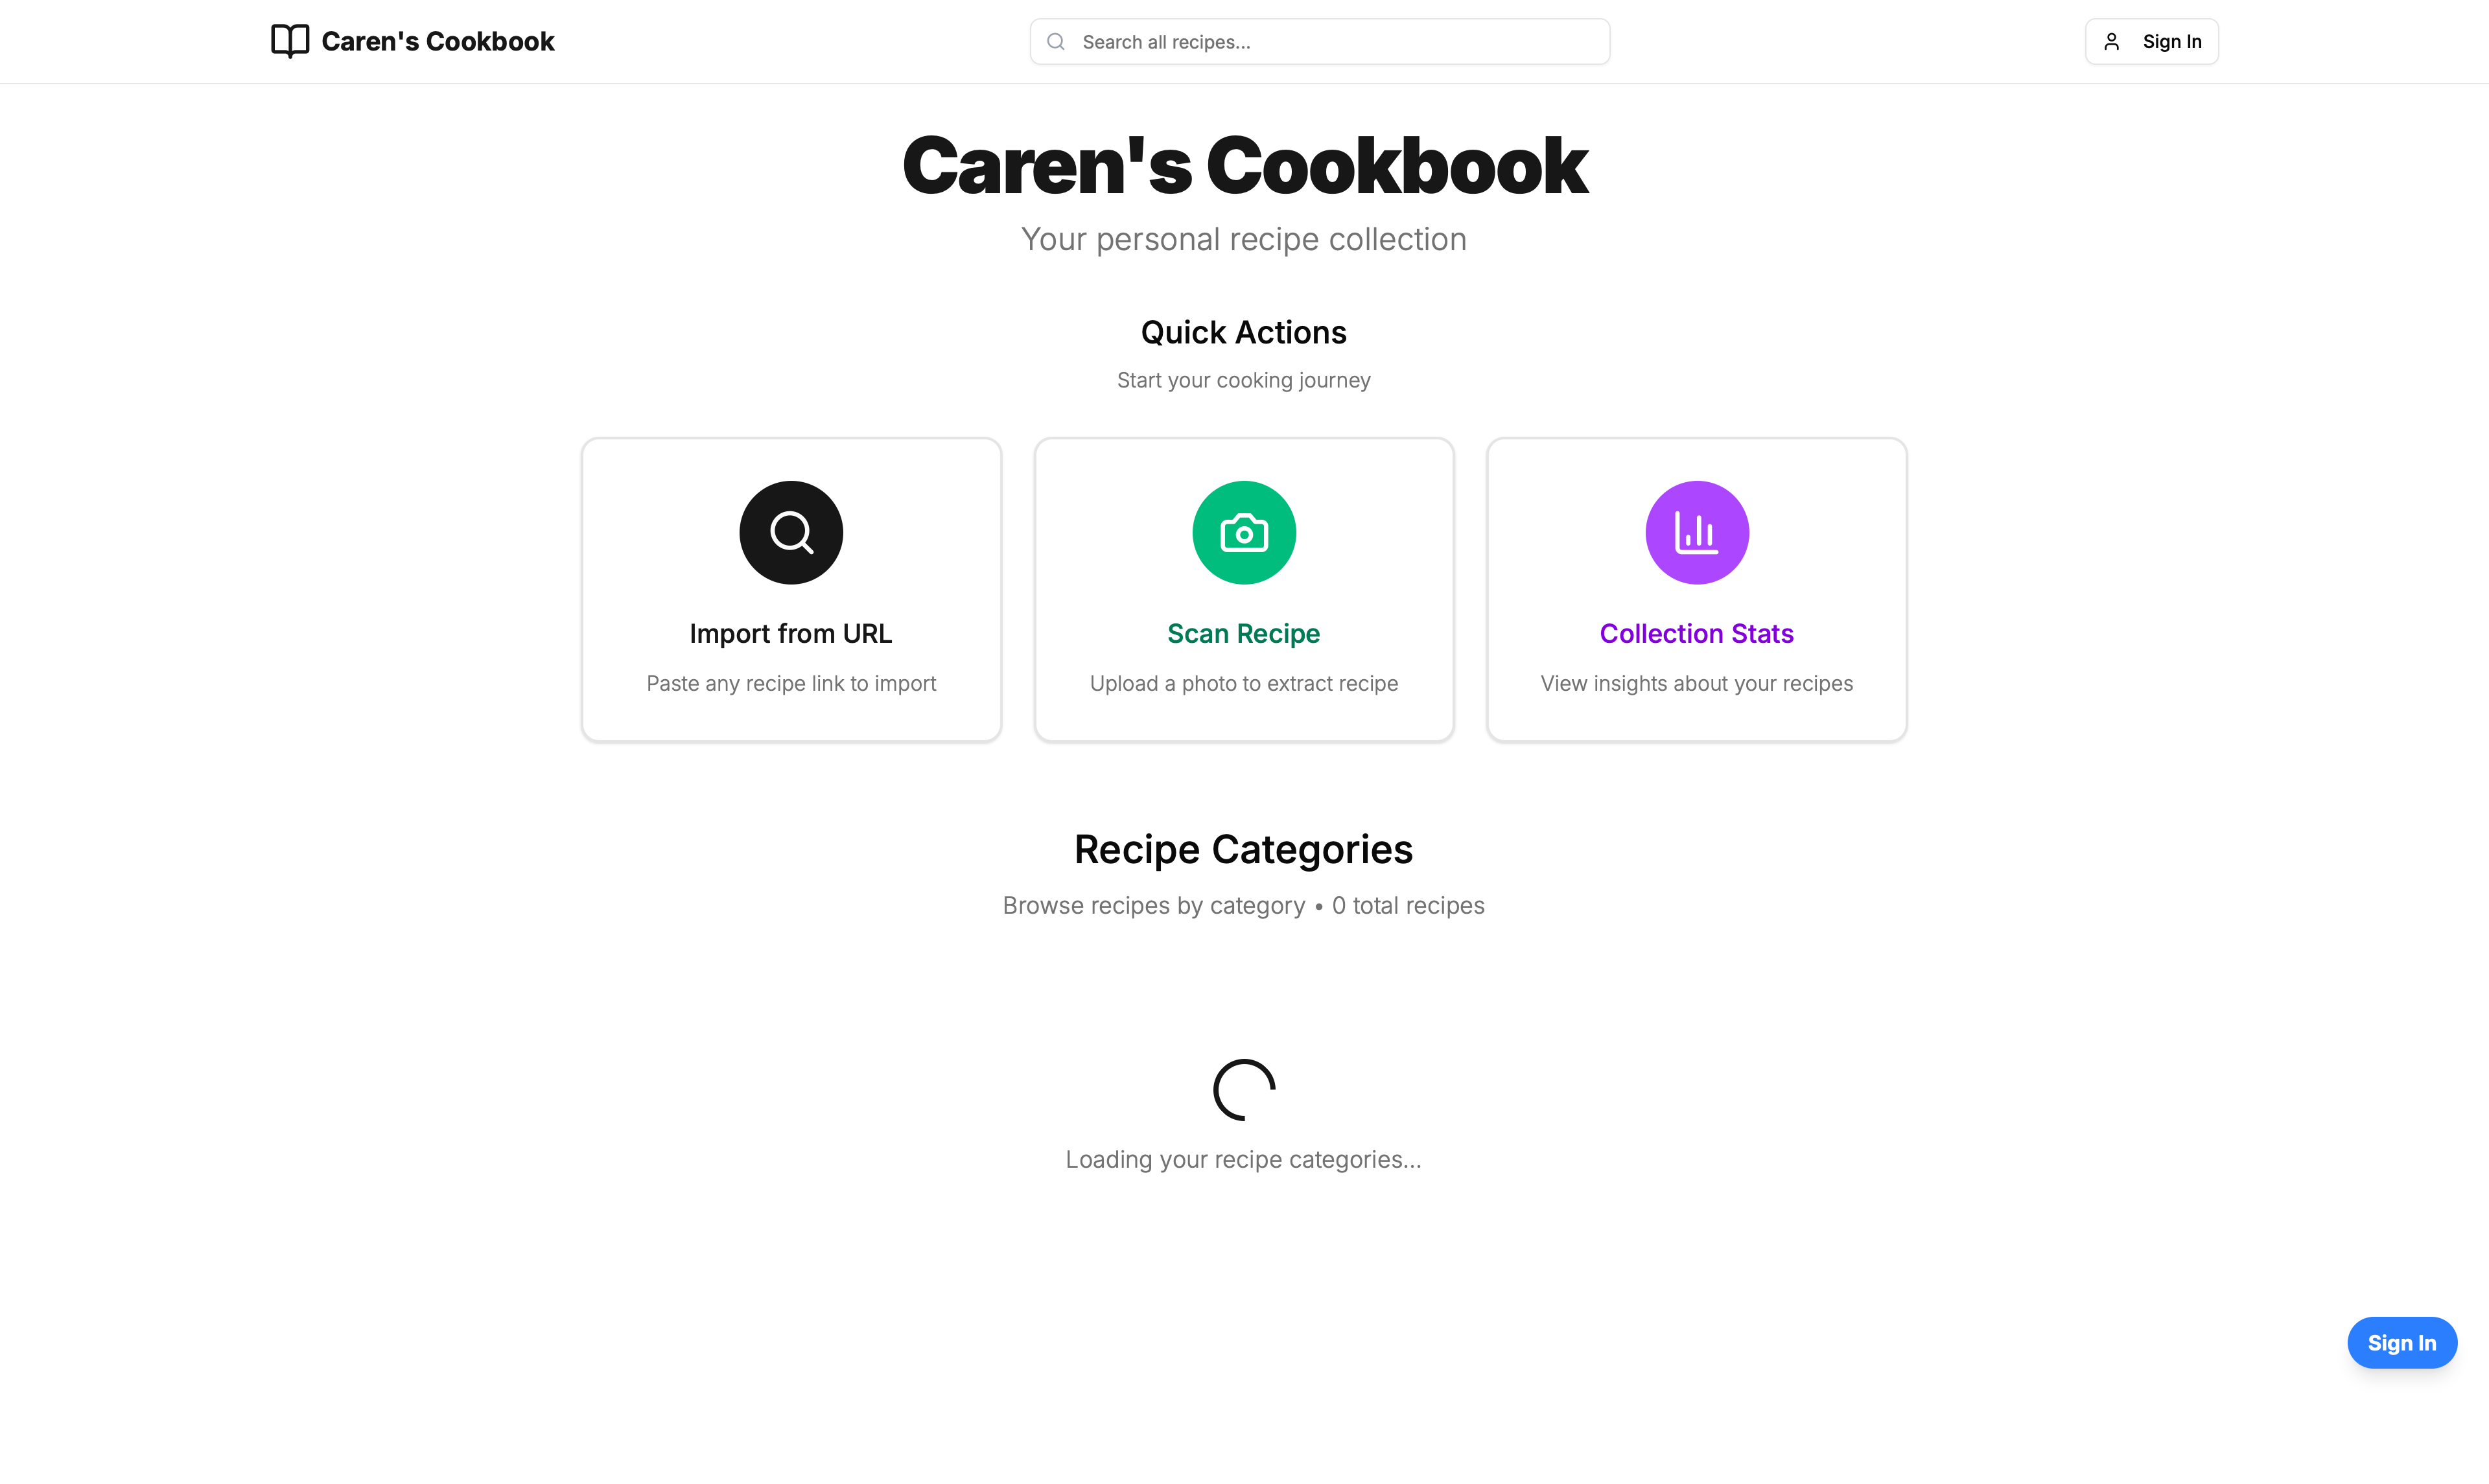 Caren's Cookbook
Search all recipes...
Sign In
Caren's Cookbook
Your personal recipe collection
Quick Actions
Start your cooking journey
Import from URL
Paste any recipe link to import
Scan Recipe
Upload a photo to extract recipe
Collection Stats
View insights about your recipes
Recipe Categories
Browse recipes by category • 0 total recipes
Loading your recipe categories...
Sign In